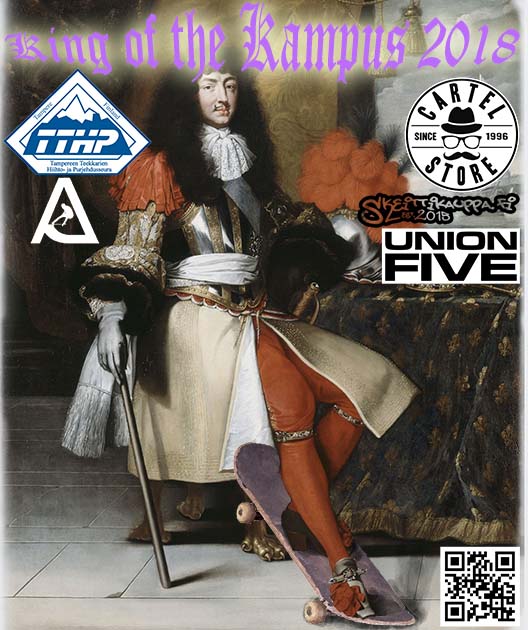 King of the Kampus 2018
Tampere Finland
TTHP
Tampereen Teekkarien
Hiihto- ja Purjehdusseura
CARTEL
SINCE 1996
STORE
SKEITTIKAUPPA.FI
EST. 2015
UNION
FIVE